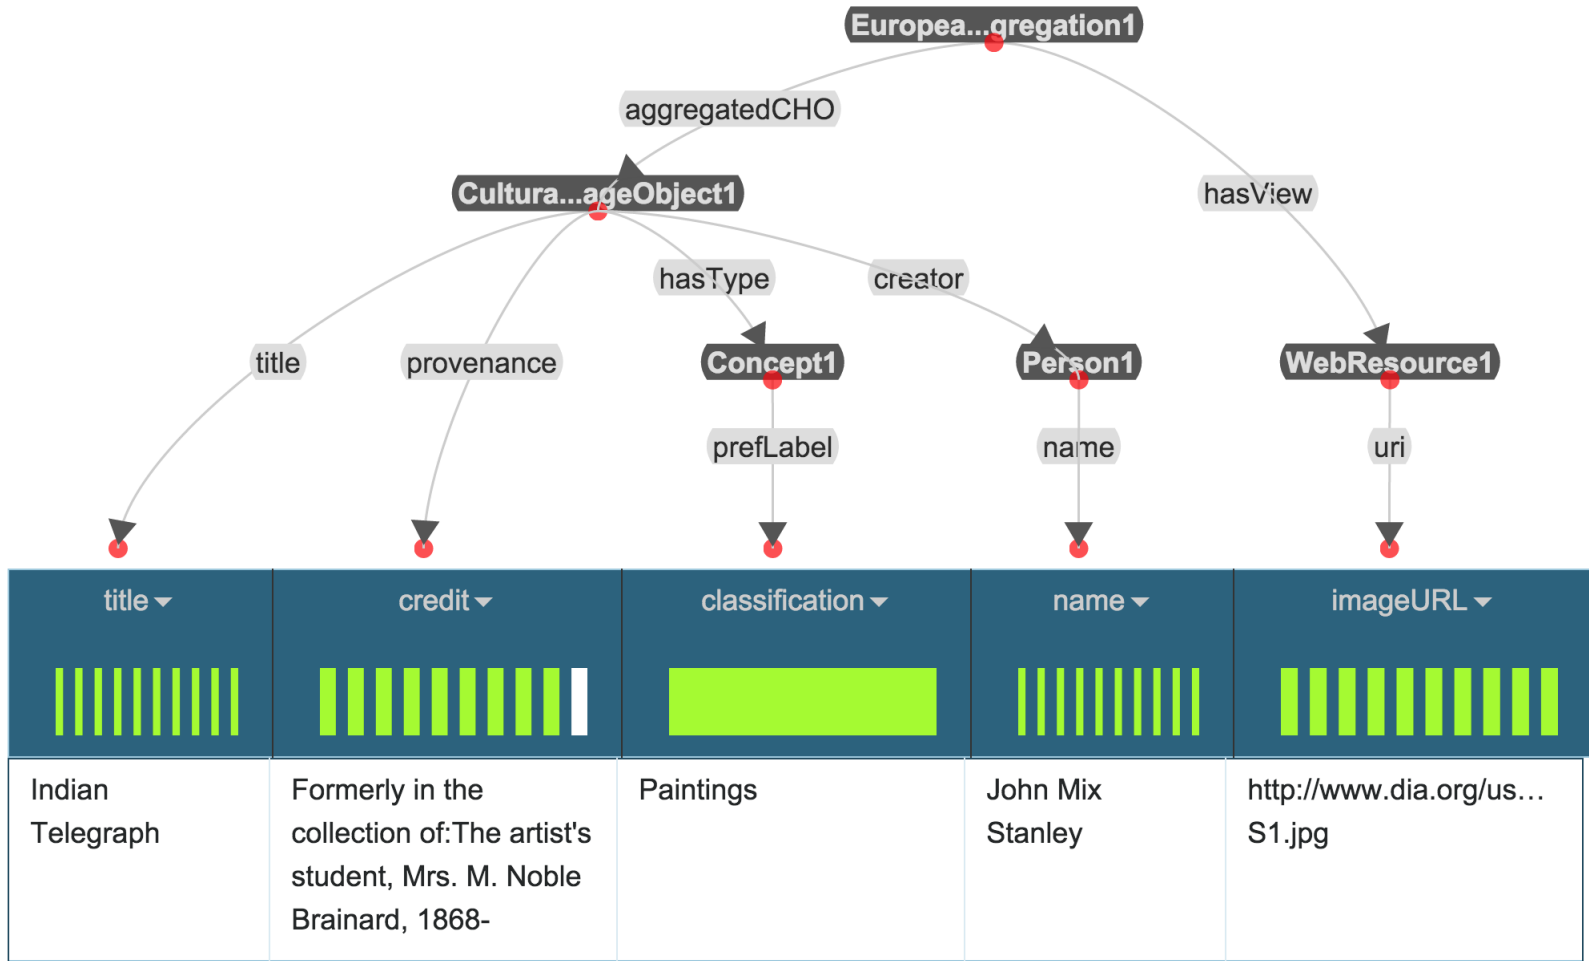 Europea...gregation1
aggregatedCHO
Cultura...ageObject1
hasView
hasType
creator
title
provenance
Concept1
Person1
WebResource1
prefLabel
name
uri
title
credit
classification
name
imageURL
Indian
Telegraph
Formerly in the
collection of:The artist's
student, Mrs. M. Noble
Brainard, 1868-
Paintings
John Mix
Stanley
http://www.dia.org/us...
S1.jpg